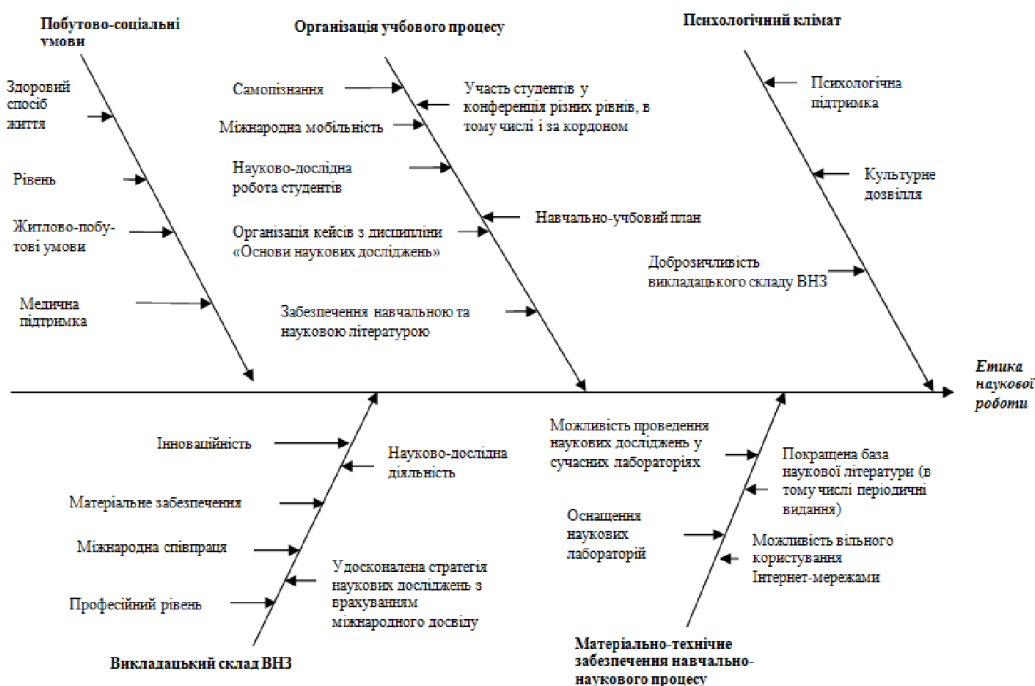 Побутово-соціальні
умови
Організація учбового процесу
Психологічний клімат
Здоровий
спосіб
життя
Рівень
Житлово-побу-
тові умови
Медична
підтримка
Самопізнання
Міжнародна мобільність
Науково-дослідна
робота студентів
Організація кейсів з дисципліни
«Основи наукових досліджень»
Забезпечення навчальною та
науковою літературою
Участь студентів у
конференція різних рівнів, в
тому числі і за кордоном
Навчально-учбовий план
Психологічна
підтримка
Культурне
дозвілля
Доброзичливість
викладацького складу ВНЗ
Етика
наукової
роботи
Інноваційність
Науково-дослідна
діяльність
Матеріальне забезпечення
Міжнародна співпраця
Удосконалена стратегія
наукових досліджень з
врахуванням
міжнародного досвіду
Професійний рівень
Викладацький склад ВНЗ
Можливість проведення
наукових досліджень у
сучасних лабораторіях
Покращена база
наукової літератури (в
тому числі періодичні
видання)
Оснащення
наукових
лабораторій
Можливість вільного
користування
Інтернет-мережами
Матеріально-технічне
забезпечення навчально-
наукового процесу